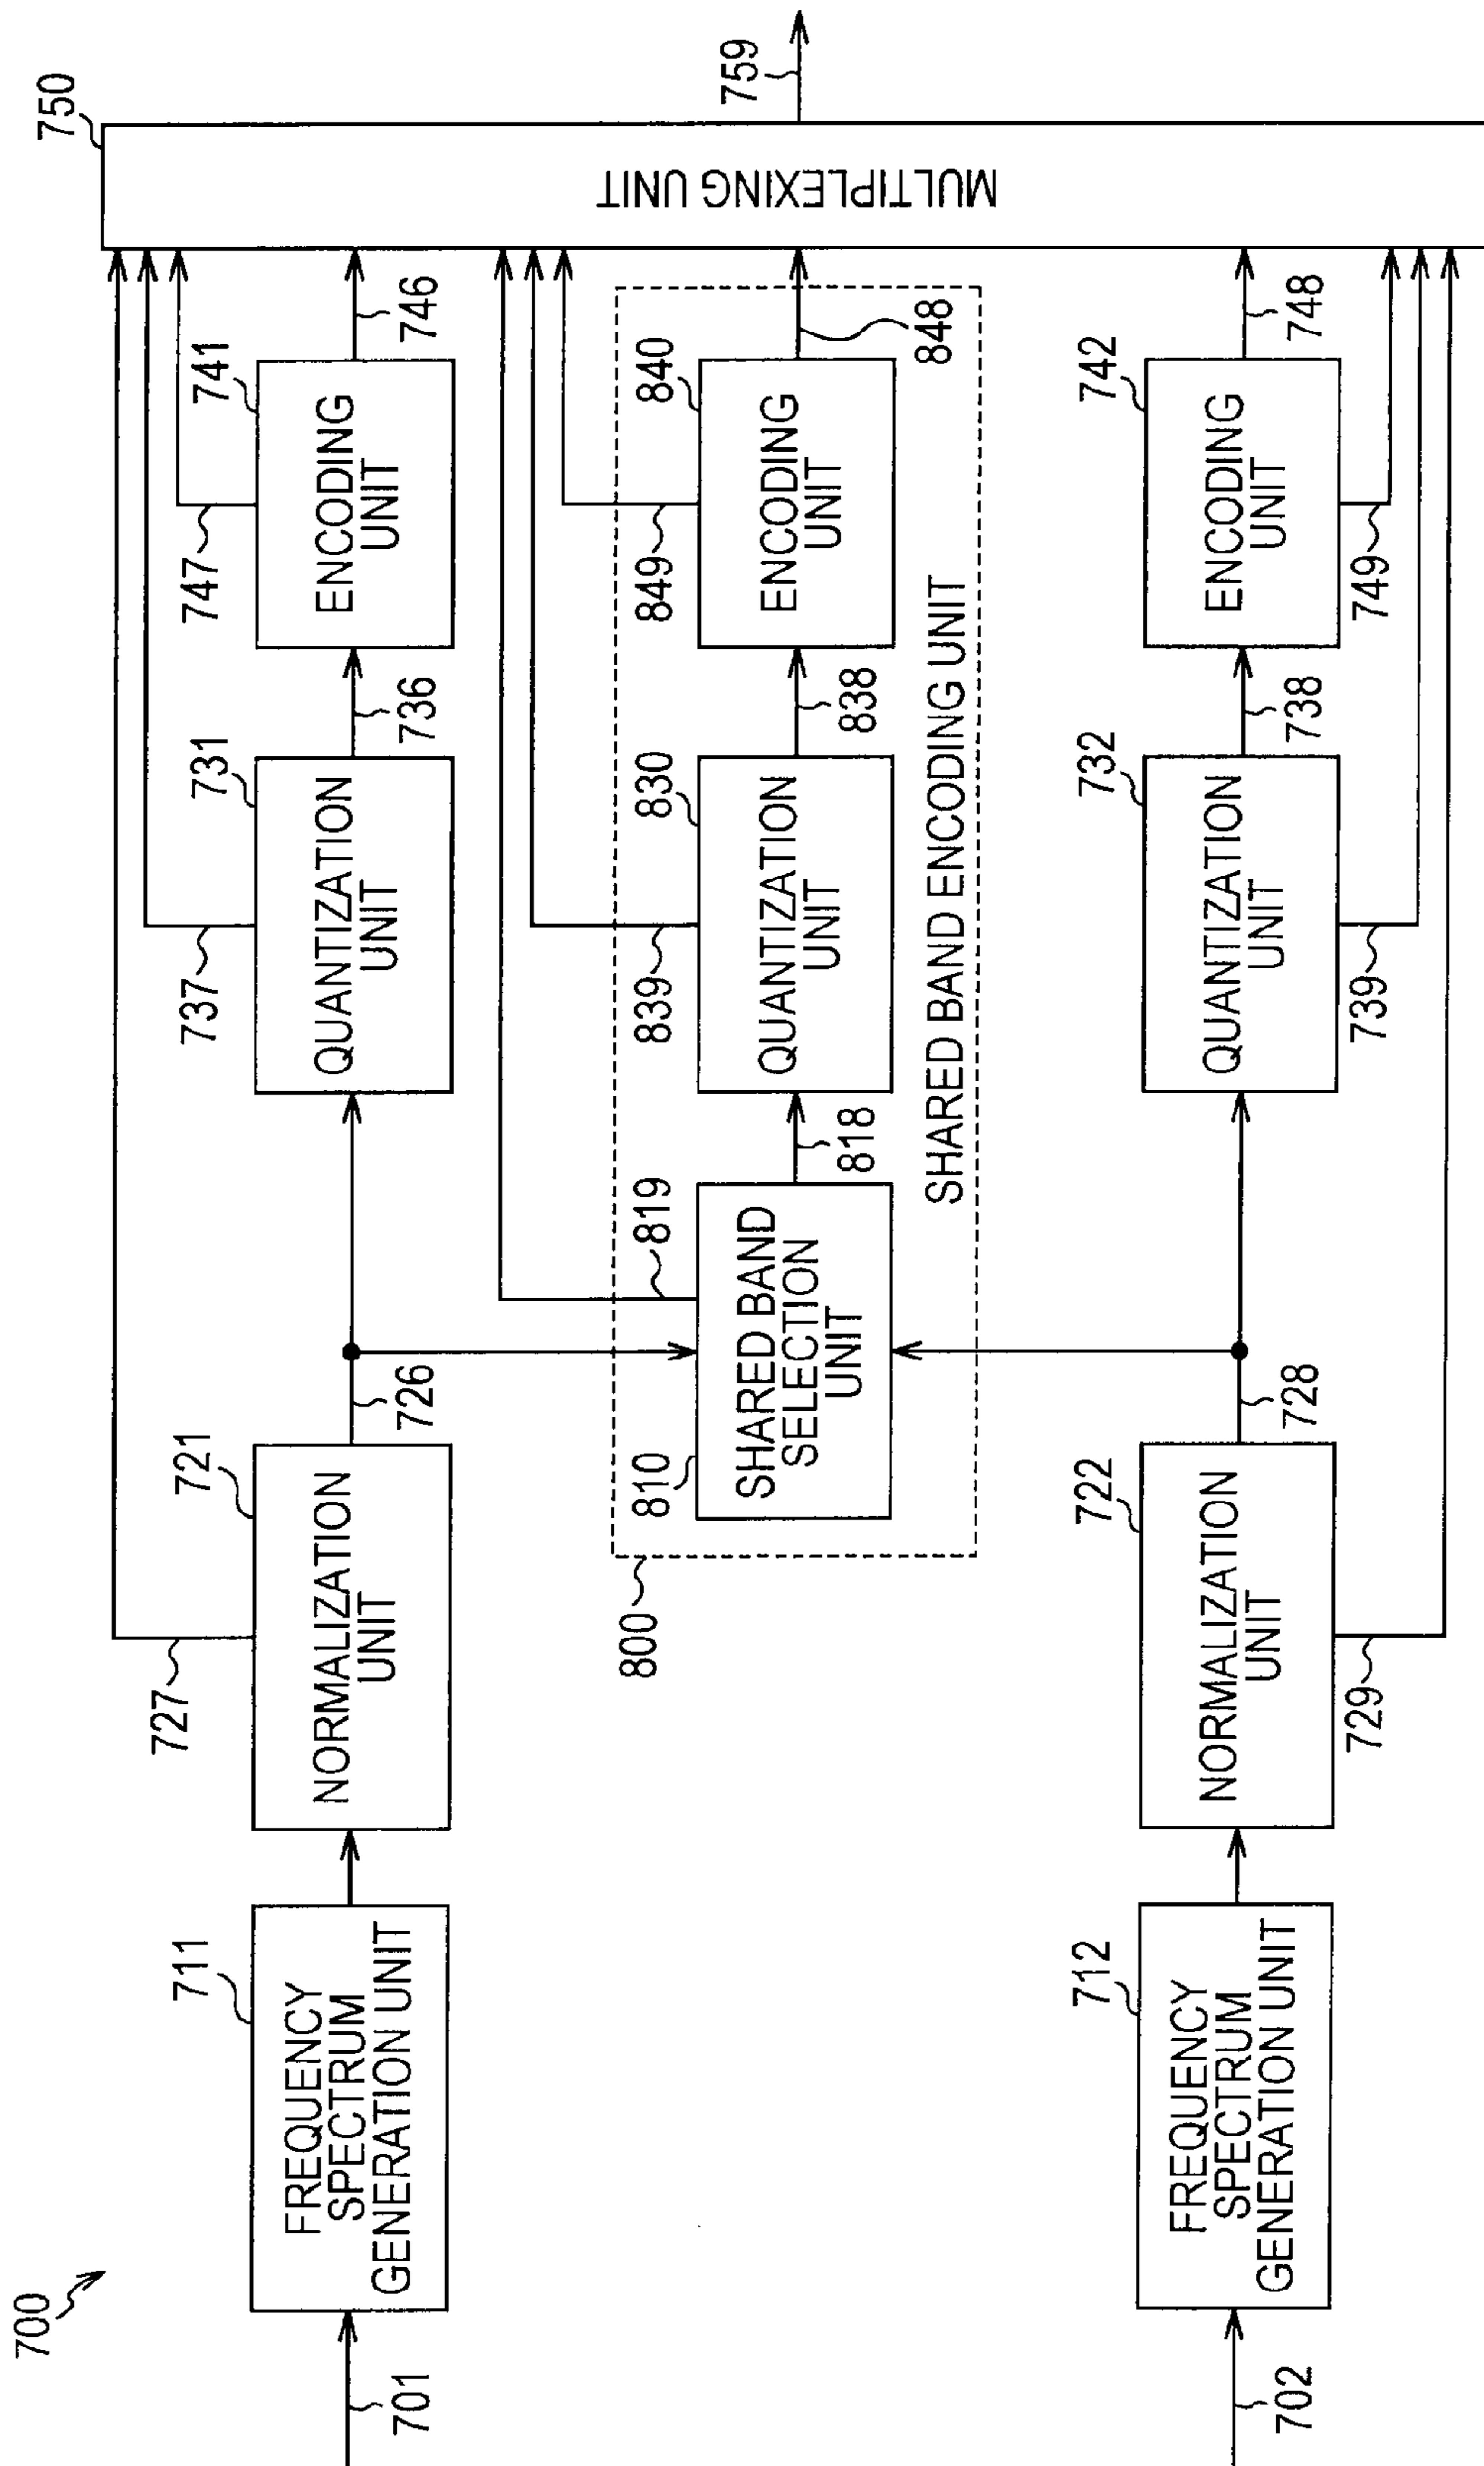 700
701
711
FREQUENCY
SPECTRUM
GENERATION UNIT
721
NORMALIZATION
UNIT
727
726
731
QUANTIZATION
UNIT
737
736
741
ENCODING
UNIT
747
746
750
MULTIPLEXING UNIT
759
800
810
SHARED BAND
SELECTION
UNIT
819
818
830
QUANTIZATION
UNIT
839
838
840
ENCODING
UNIT
849
848
SHARED BAND ENCODING UNIT
702
712
FREQUENCY
SPECTRUM
GENERATION UNIT
722
NORMALIZATION
UNIT
729
728
732
QUANTIZATION
UNIT
739
738
742
ENCODING
UNIT
749
748